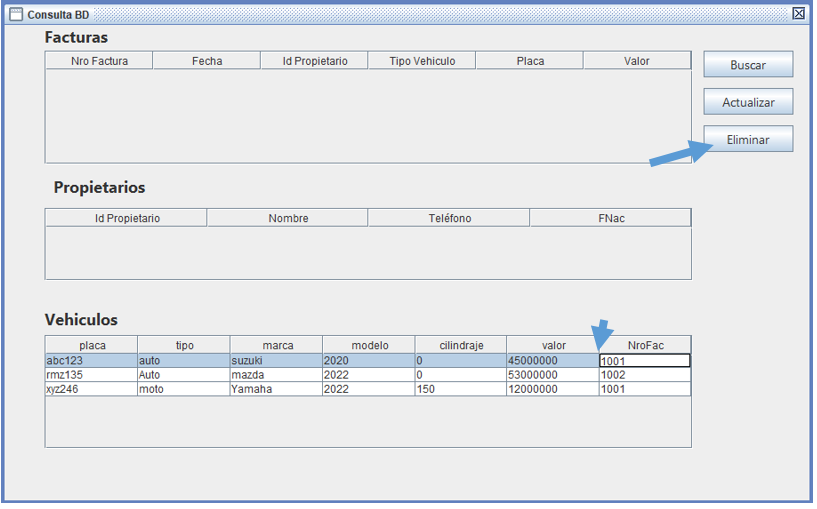 Consulta BD
Facturas
Nro Factura Fecha Id Propietario Tipo Vehiculo Placa Valor
Buscar
Actualizar
Eliminar
Propietarios
Id Propietario Nombre Teléfono FNac
Vehiculos
placa tipo marca modelo cilindraje valor NroFac
abc123 auto suzuki 2020 0 45000000 1001
rmz135 Auto mazda 2022 0 53000000 1002
xyz246 moto Yamaha 2022 150 12000000 1001